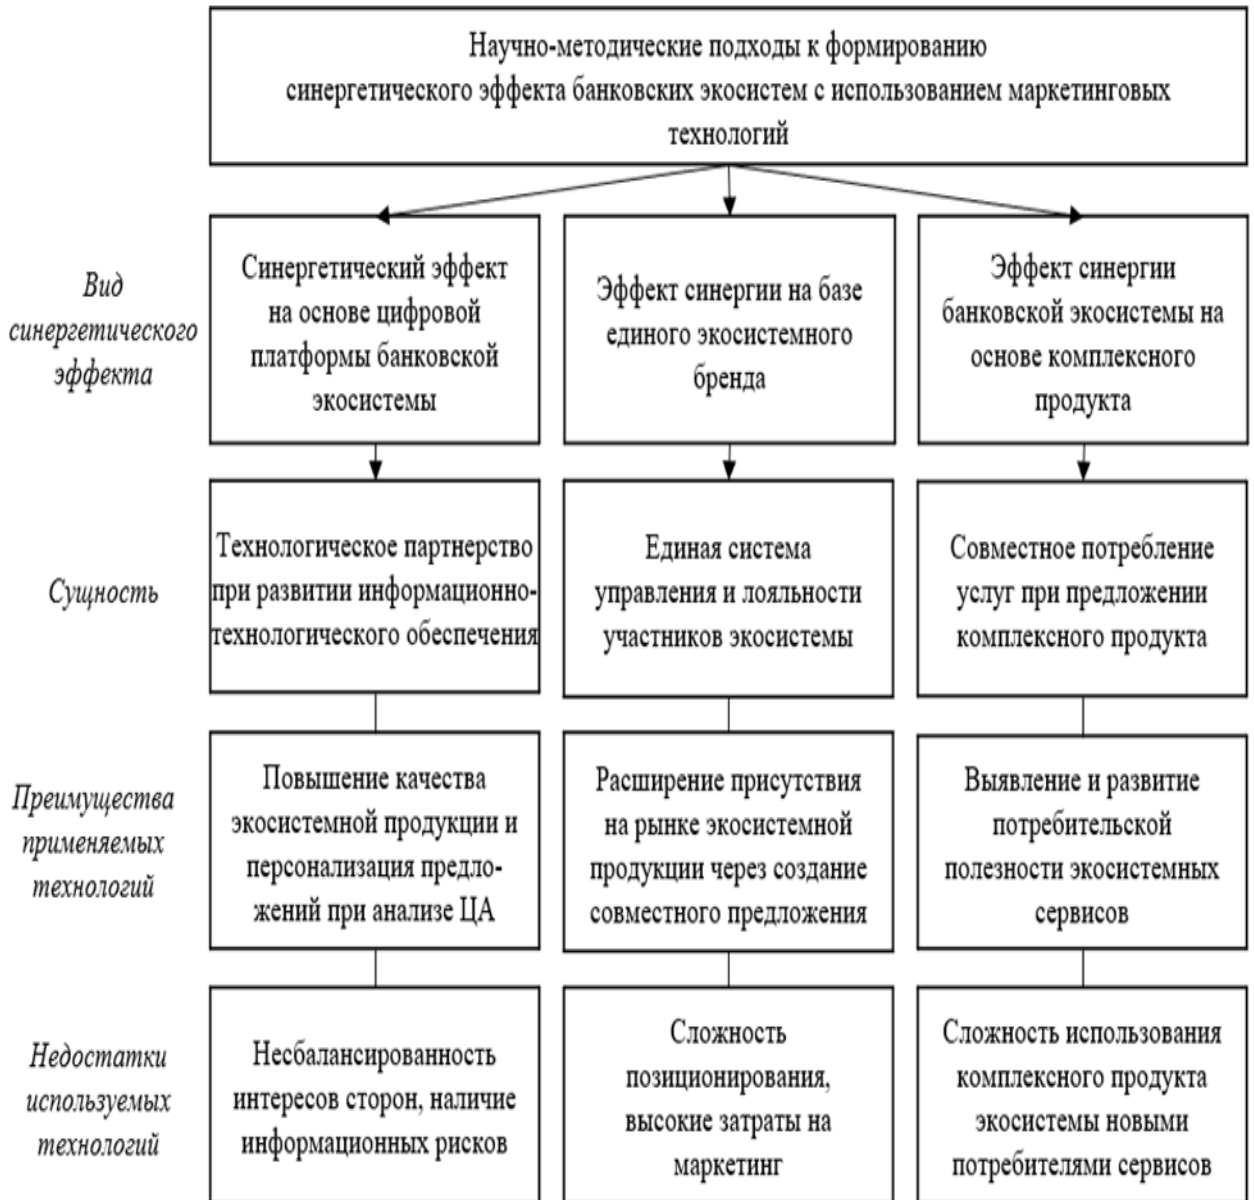 Научно-методические подходы к формированию
синергетического эффекта банковских экосистем с использованием маркетинговых
технологий
Вид
синергетического
эффекта
Синергетический эффект
на основе цифровой
платформы банковской
экосистемы
Эффект синергии на базе
единого экосистемного
бренда
Эффект синергии
банковской экосистемы на
основе комплексного
продукта
Сущность
Технологическое партнерство
при развитии информационно-
технологического обеспечения
Единая система
управления и лояльности
участников экосистемы
Совместное потребление
услуг при предложении
комплексного продукта
Преимущества
применяемых
технологий
Повышение качества
экосистемной продукции и
персонализация предло-
жений при анализе ЦА
Расширение присутствия
на рынке экосистемной
продукции через создание
совместного предложения
Выявление и развитие
потребительской
полезности экосистемных
сервисов
Недостатки
используемых
технологий
Несбалансированность
интересов сторон, наличие
информационных рисков
Сложность
позиционирования,
высокие затраты на
маркетинг
Сложность использования
комплексного продукта
экосистемы новыми
потребителями сервисов